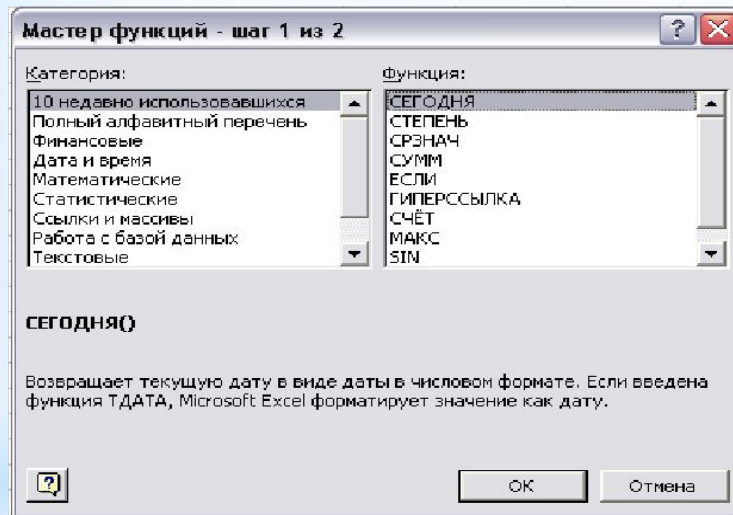 Мастер функций - шаг 1 из 2
Категория:
10 недавно использовавшихся
Полный алфавитный перечень
Финансовые
Дата и время
Математические
Статистические
Ссылки и массивы
Работа с базой данных
Текстовые
Функция:
СЕГОДНЯ
СТЕПЕНЬ
СРЗНАЧ
СУММ
ЕСЛИ
ГИПЕРССЫЛКА
СЧЁТ
МАКС
SIN
СЕГОДНЯ()
Возвращает текущую дату в виде даты в числовом формате. Если введена
функция ТДАТА, Microsoft Excel форматирует значение как дату.
ОК
Отмена